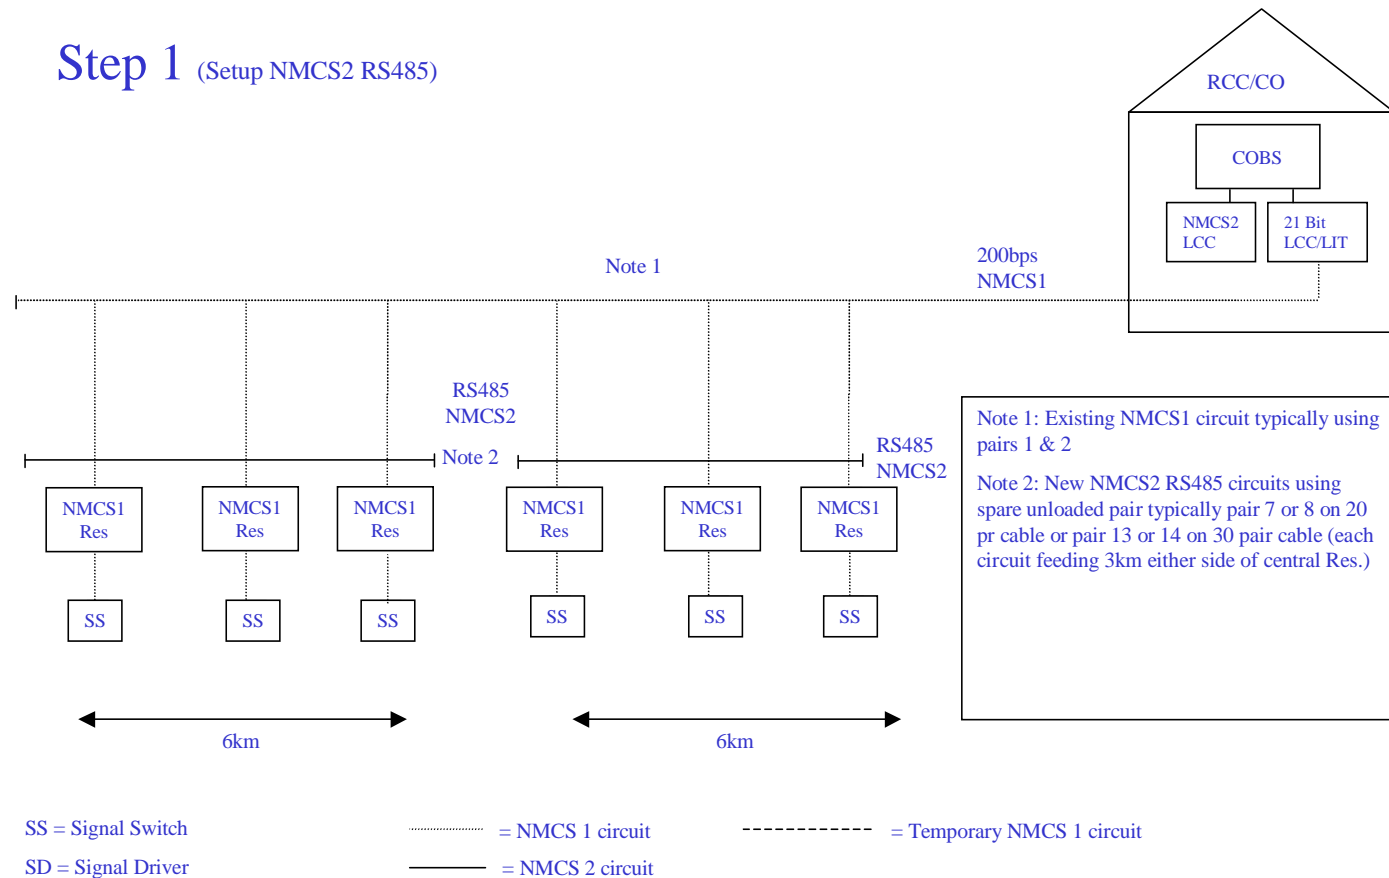 Step 1 (Setup NMCS2 RS485)
RCC/CO
COBS
NMCS2
LCC
21 Bit
LCC/LIT
200bps
NMCS1
Note 1
RS485
NMCS2
Note 2
RS485
NMCS2
NMCS1
Res
NMCS1
Res
NMCS1
Res
NMCS1
Res
NMCS1
Res
NMCS1
Res
SS
SS
SS
SS
SS
SS
6km
6km
Note 1: Existing NMCS1 circuit typically using
pairs 1 & 2
Note 2: New NMCS2 RS485 circuits using
spare unloaded pair typically pair 7 or 8 on 20
pr cable or pair 13 or 14 on 30 pair cable (each
circuit feeding 3km either side of central Res.)
SS = Signal Switch
= NMCS 1 circuit
= Temporary NMCS 1 circuit
SD = Signal Driver
= NMCS 2 circuit